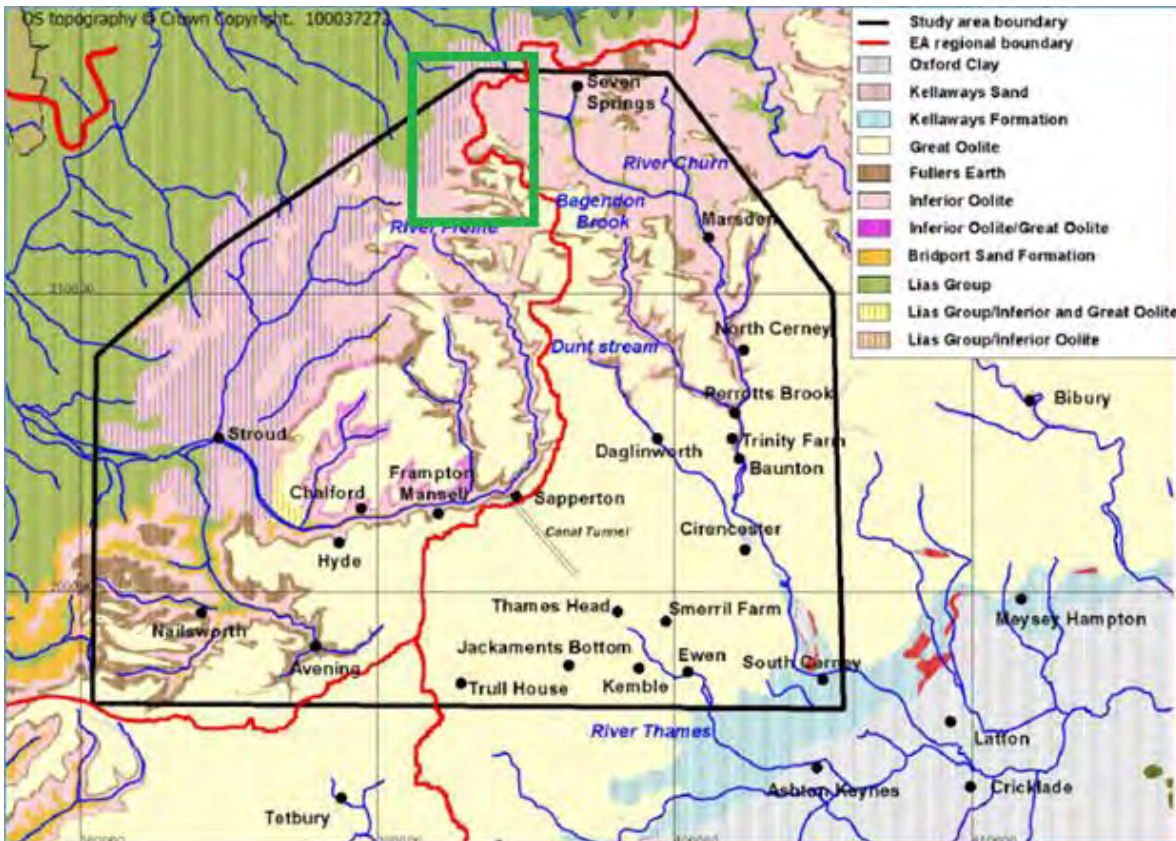 OS topography © Crown Copyright. 100037272
Study area boundary
EA regional boundary
Oxford Clay
Kellaways Sand
Kellaways Formation
Great Oolite
Fullers Earth
Inferior Oolite
Inferior Oolite/Great Oolite
Bridport Sand Formation
Lias Group
Lias Group/Inferior and Great Oolite
Lias Group/Inferior Oolite
Seven
Springs
River Churn
Bagendon
Brook
River Frome
Marsden
North Cerney
Dunt stream
Perrotts Brook
Bibury
Stroud
Daglinworth
Trinity Farm
Baunton
Frampton
Mansell
Chalford
Sapperton
Canal Tunnel
Cirencester
Hyde
Thames Head
Smerril Farm
Meysey Hampton
Nailsworth
Avening
Jackaments Bottom
Ewen
South Cerney
Trull House
Kemble
River Thames
Latton
Ashton Keynes
Cricklade
Tetbury